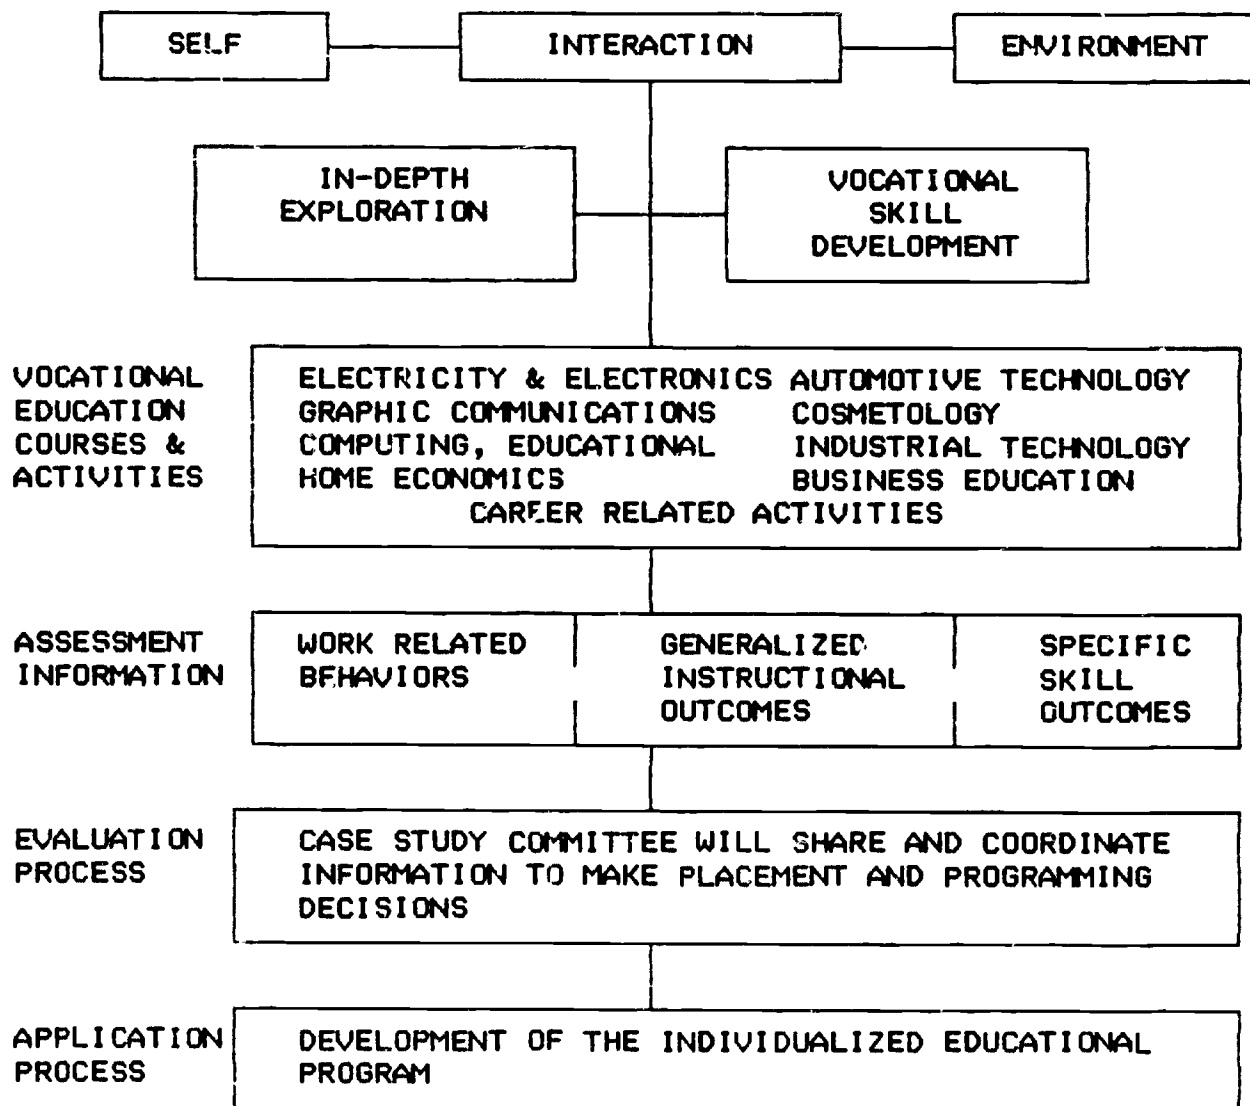 SELF INTERACTION ENVIRONMENT
IN-DEPTH
EXPLORATION
VOCATIONAL
SKILL
DEVELOPMENT
VOCATIONAL
EDUCATION
COURSES &
ACTIVITIES
ELECTRICITY & ELECTRONICS AUTOMOTIVE TECHNOLOGY
GRAPHIC COMMUNICATIONS COSMETOLOGY
COMPUTING, EDUCATIONAL INDUSTRIAL TECHNOLOGY
HOME ECONOMICS BUSINESS EDUCATION
CAREER RELATED ACTIVITIES
ASSESSMENT
INFORMATION
WORK RELATED
BEHAVIORS
GENERALIZED
INSTRUCTIONAL
OUTCOMES
SPECIFIC
SKILL
OUTCOMES
EVALUATION
PROCESS
CASE STUDY COMMITTEE WILL SHARE AND COORDINATE
INFORMATION TO MAKE PLACEMENT AND PROGRAMMING
DECISIONS
APPLICATION
PROCESS
DEVELOPMENT OF THE INDIVIDUALIZED EDUCATIONAL
PROGRAM